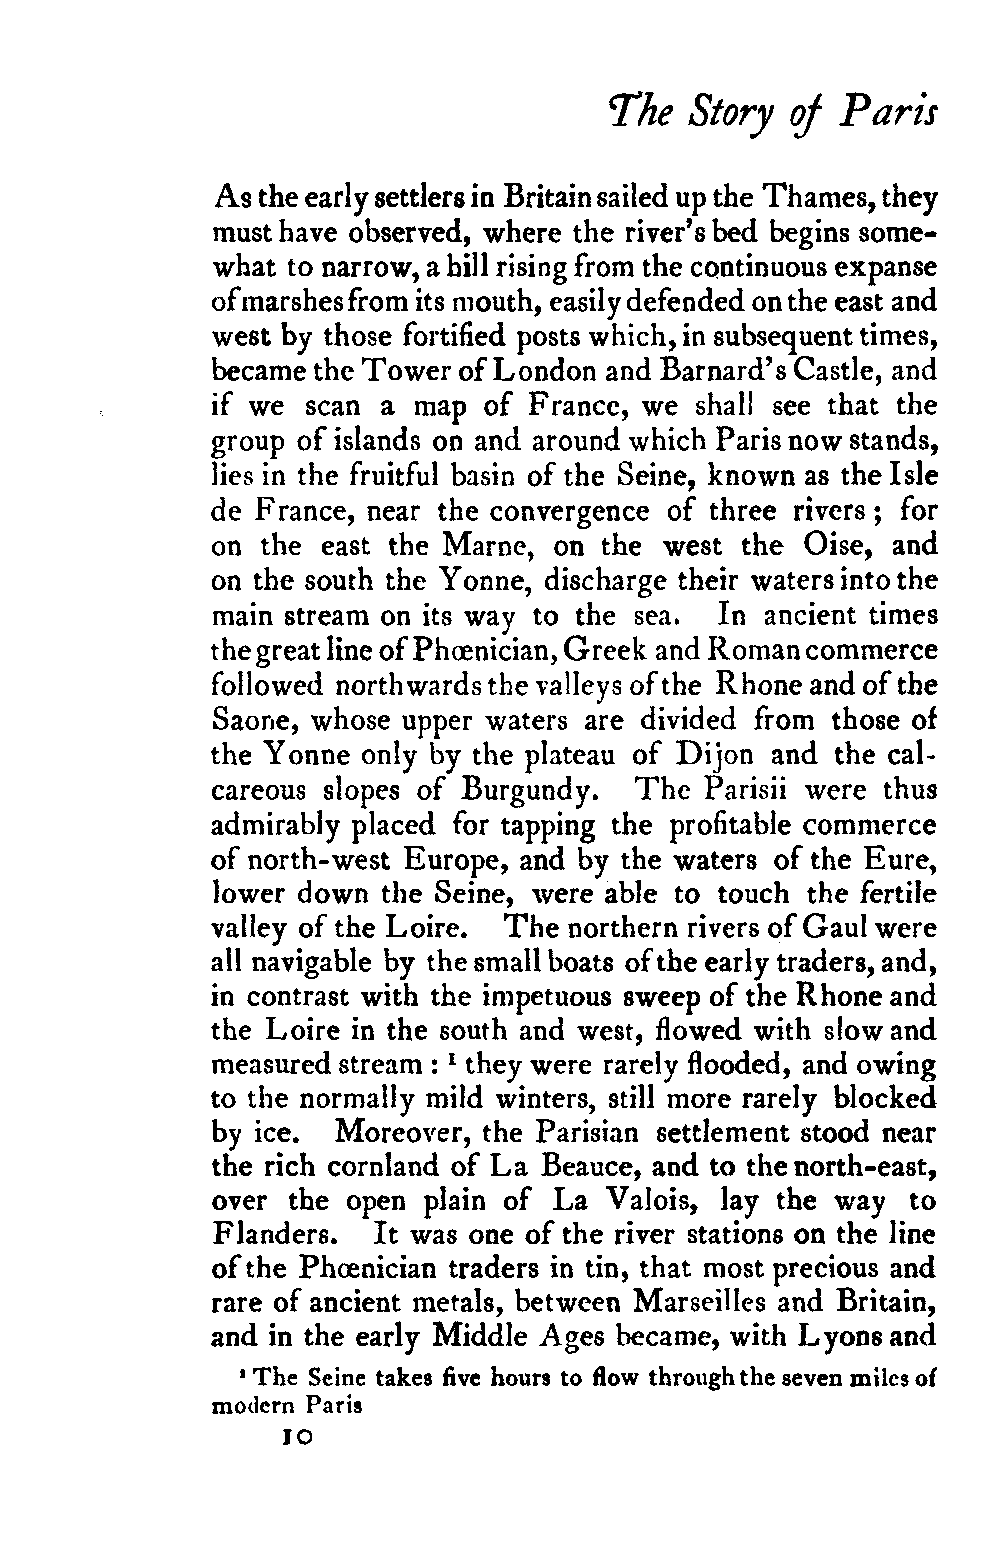 The Story of Paris
As the early settlers in Britain sailed up the Thames, they
must have observed, where the river's bed begins some-
what to narrow, a hill rising from the continuous expanse
of marshes from its mouth, easily defended on the east and
west by those fortified posts which, in subsequent times,
became the Tower of London and Barnard's Castle, and
if we scan a map of France, we shall see that the
group of islands on and around which Paris now stands,
lies in the fruitful basin of the Seine, known as the Isle
de France, near the convergence of three rivers; for
on the east the Marne, on the west the Oise, and
on the south the Yonne, discharge their waters into the
main stream on its way to the sea. In ancient times
the great line of Phœnician, Greek and Roman commerce
followed northwards the valleys of the Rhone and of the
Saone, whose upper waters are divided from those of
the Yonne only by the plateau of Dijon and the cal-
careous slopes of Burgundy. The Parisii were thus
admirably placed for tapping the profitable commerce
of north-west Europe, and by the waters of the Eure,
lower down the Seine, were able to touch the fertile
valley of the Loire. The northern rivers of Gaul were
all navigable by the small boats of the early traders, and,
in contrast with the impetuous sweep of the Rhone and
the Loire in the south and west, flowed with slow and
measured stream: ¹ they were rarely flooded, and owing
to the normally mild winters, still more rarely blocked
by ice. Moreover, the Parisian settlement stood near
the rich cornland of La Beauce, and to the north-east,
over the open plain of La Valois, lay the way to
Flanders. It was one of the river stations on the line
of the Phœnician traders in tin, that most precious and
rare of ancient metals, between Marseilles and Britain,
and in the early Middle Ages became, with Lyons and
¹ The Seine takes five hours to flow through the seven miles of
modern Paris
10